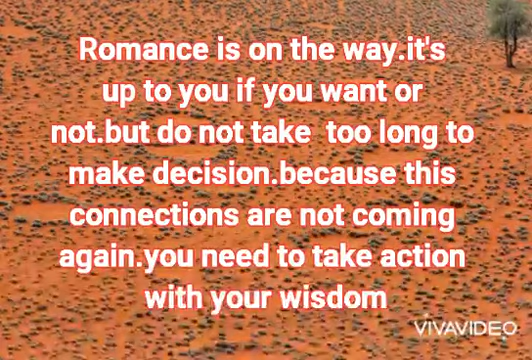 Romance is on the way.it's
up to you if you want or
not.but do not take too long to
make decision.because this
connections are not coming
again.you need to take action
with your wisdom
VIVAVIDEO